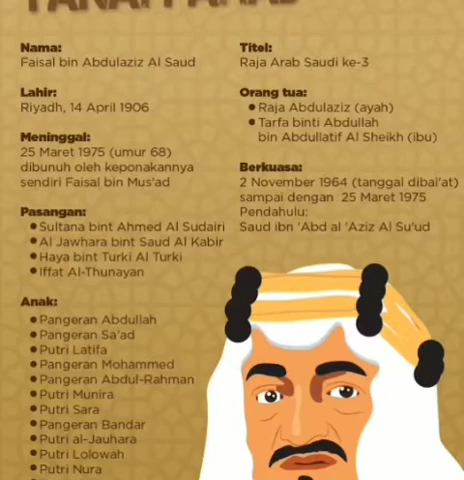 Nama:
Faisal bin Abdulaziz Al Saud
Lahir:
Riyadh, 14 April 1906
Meninggal:
25 Maret 1975 (umur 68)
dibunuh oleh keponakannya
sendiri Faisal bin Mus'ad
Pasangan:
● Sultana bint Ahmed Al Sudairi
● Al Jawhara bint Saud Al Kabir
● Haya bint Turki Al Turki
● Iffat Al-Thunayan
Anak:
● Pangeran Abdullah
● Pangeran Sa'ad
● Putri Latifa
● Pangeran Mohammed
● Pangeran Abdul-Rahman
● Putri Munira
● Putri Sara
● Pangeran Bandar
● Putri al-Jauhara
● Putri Lolowah
● Putri Nura
Titel:
Raja Arab Saudi ke-3
Orang tua:
● Raja Abdulaziz (ayah)
● Tarfa binti Abdullah
bin Abdullatif Al Sheikh (ibu)
Berkuasa:
2 November 1964 (tanggal dibai'at)
sampai dengan 25 Maret 1975
Pendahulu:
Saud ibn 'Abd al 'Aziz Al Su'ud